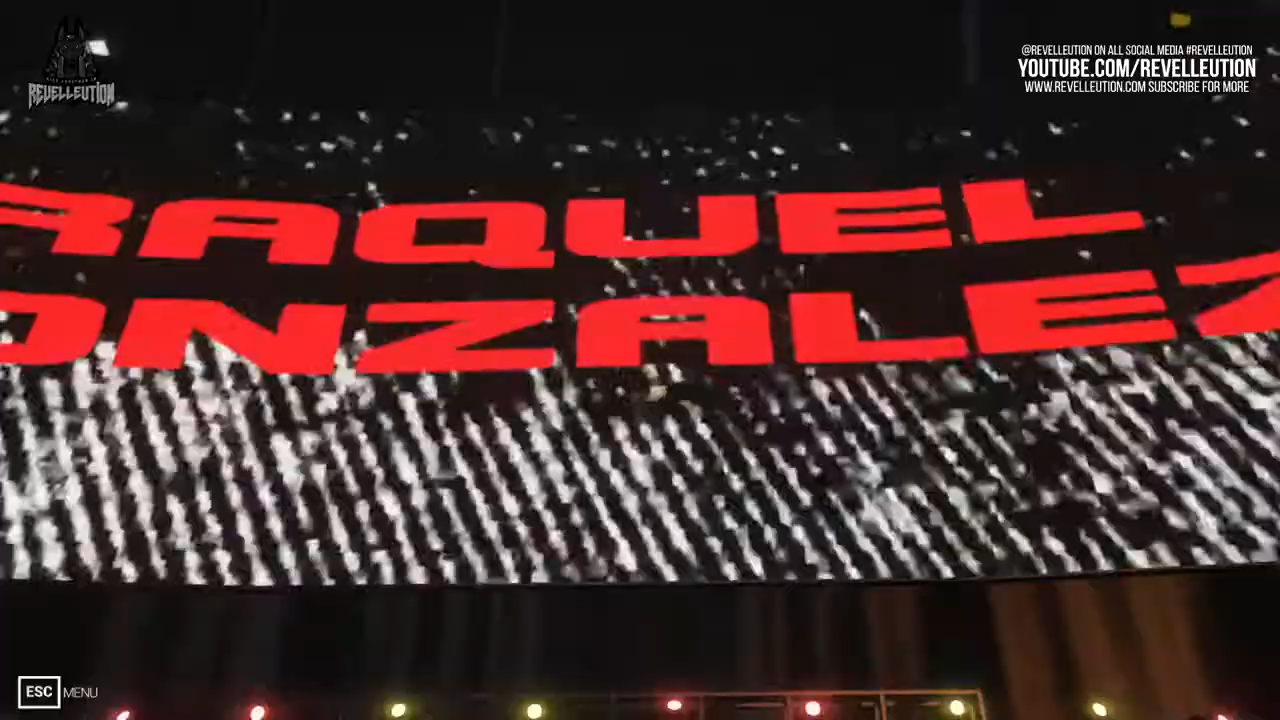 REVELLEUTION
@REVELLEUTION ON ALL SOCIAL MEDIA #REVELLEUTION
YOUTUBE.COM/REVELLEUTION
WWW.REVELLEUTION.COM SUBSCRIBE FOR MORE
RAQUEL
ONZALEZ
ESC MENU